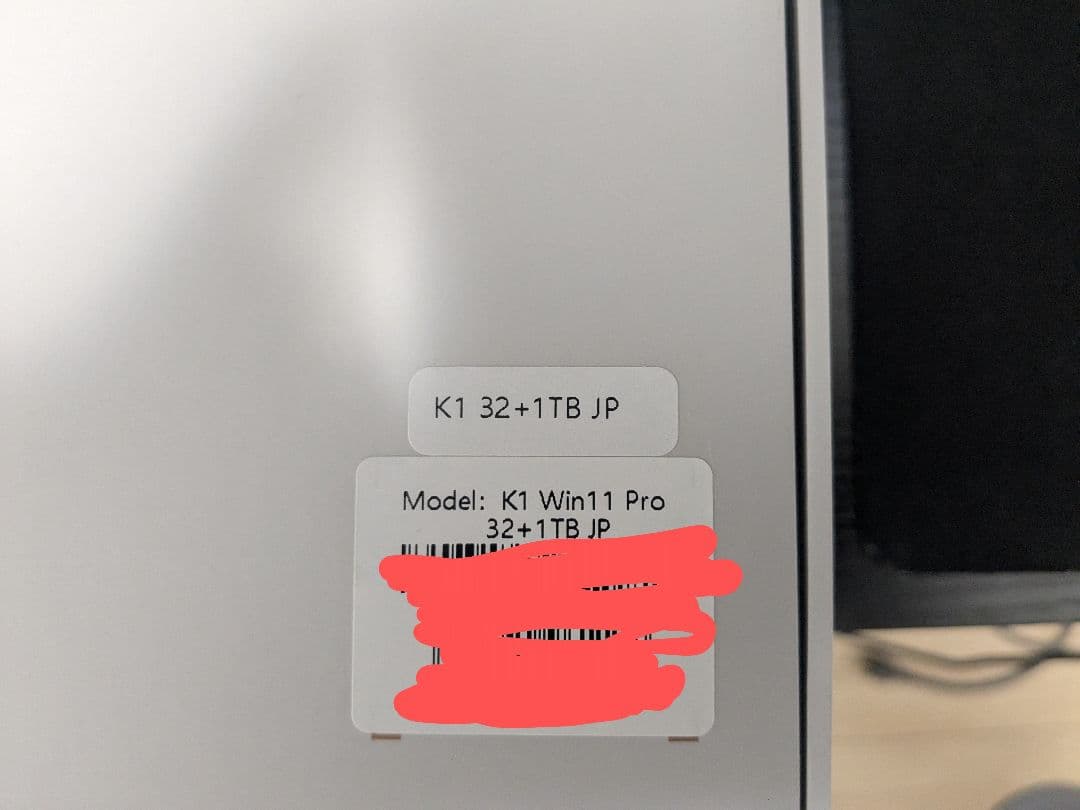 K1 32+1TB JP
Model: K1 Win11 Pro
32+1TB JP